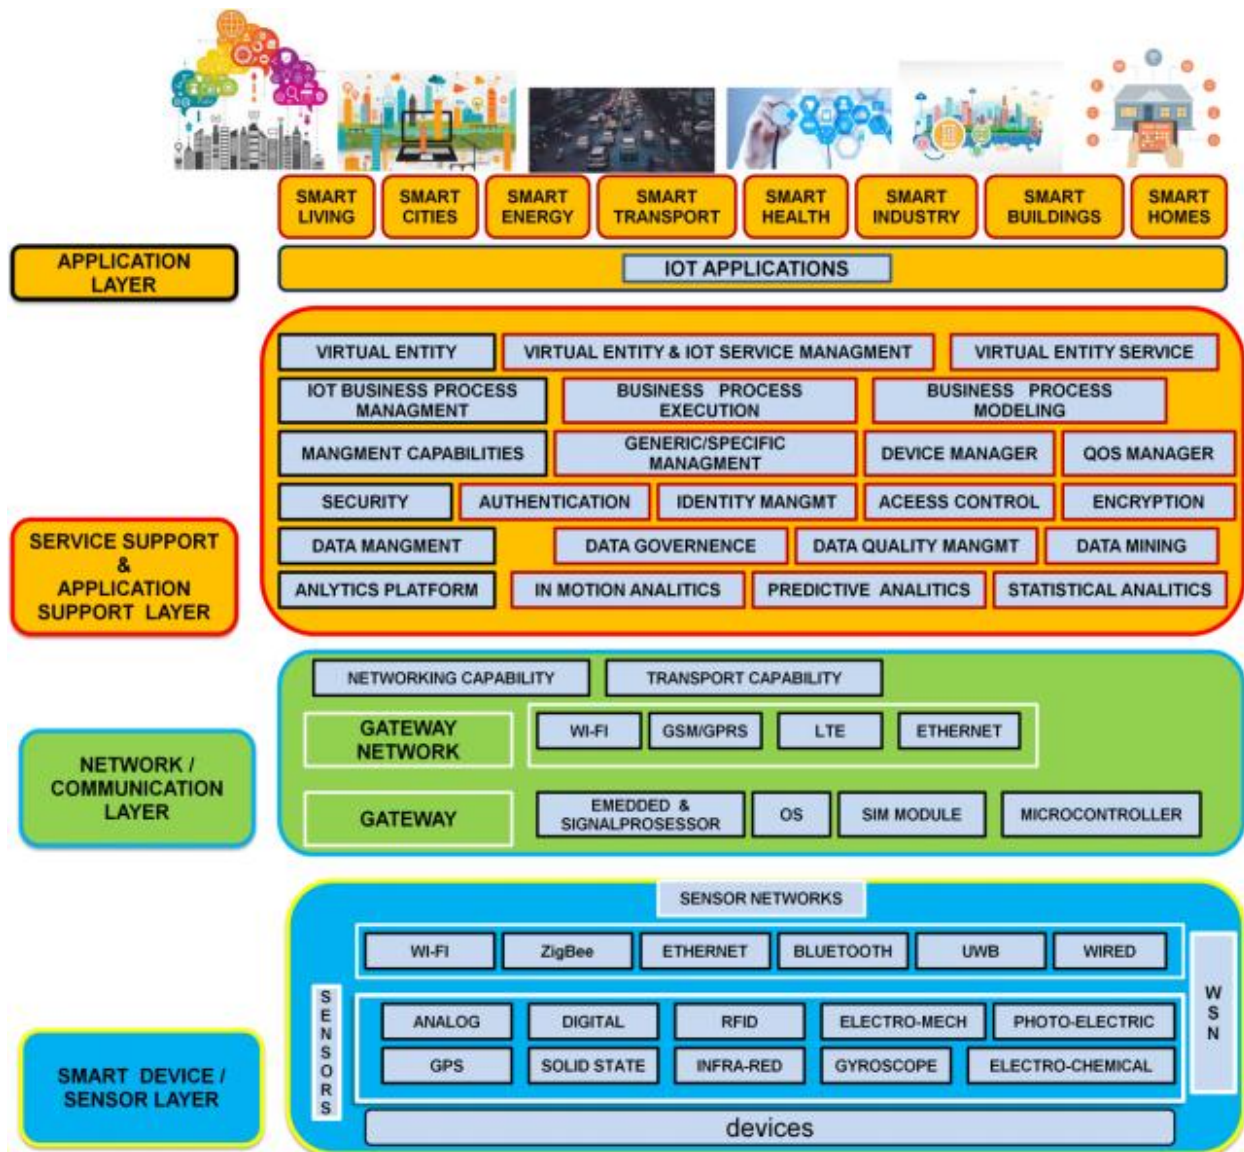 SMART
LIVING
SMART
CITIES
SMART
ENERGY
SMART
TRANSPORT
SMART
HEALTH
SMART
INDUSTRY
SMART
BUILDINGS
SMART
HOMES
APPLICATION
LAYER
IOT APPLICATIONS
SERVICE SUPPORT
&
APPLICATION
SUPPORT LAYER
VIRTUAL ENTITY
VIRTUAL ENTITY & IOT SERVICE MANAGMENT
VIRTUAL ENTITY SERVICE
IOT BUSINESS PROCESS
MANAGMENT
BUSINESS PROCESS
EXECUTION
BUSINESS PROCESS
MODELING
MANGMENT CAPABILITIES
GENERIC/SPECIFIC
MANAGMENT
DEVICE MANAGER
QOS MANAGER
SECURITY
AUTHENTICATION
IDENTITY MANGMT
ACEESS CONTROL
ENCRYPTION
DATA MANGMENT
DATA GOVERNENCE
DATA QUALITY MANGMT
DATA MINING
ANLYTICS PLATFORM
IN MOTION ANALITICS
PREDICTIVE ANALITICS
STATISTICAL ANALITICS
NETWORK /
COMMUNICATION
LAYER
NETWORKING CAPABILITY
TRANSPORT CAPABILITY
GATEWAY
NETWORK
WI-FI
GSM/GPRS
LTE
ETHERNET
GATEWAY
EMEDDED &
SIGNALPROSESSOR
OS
SIM MODULE
MICROCONTROLLER
SMART DEVICE /
SENSOR LAYER
SENSOR NETWORKS
WI-FI
ZigBee
ETHERNET
BLUETOOTH
UWB
WIRED
SENSORS
WSN
ANALOG
DIGITAL
RFID
ELECTRO-MECH
PHOTO-ELECTRIC
GPS
SOLID STATE
INFRA-RED
GYROSCOPE
ELECTRO-CHEMICAL
devices